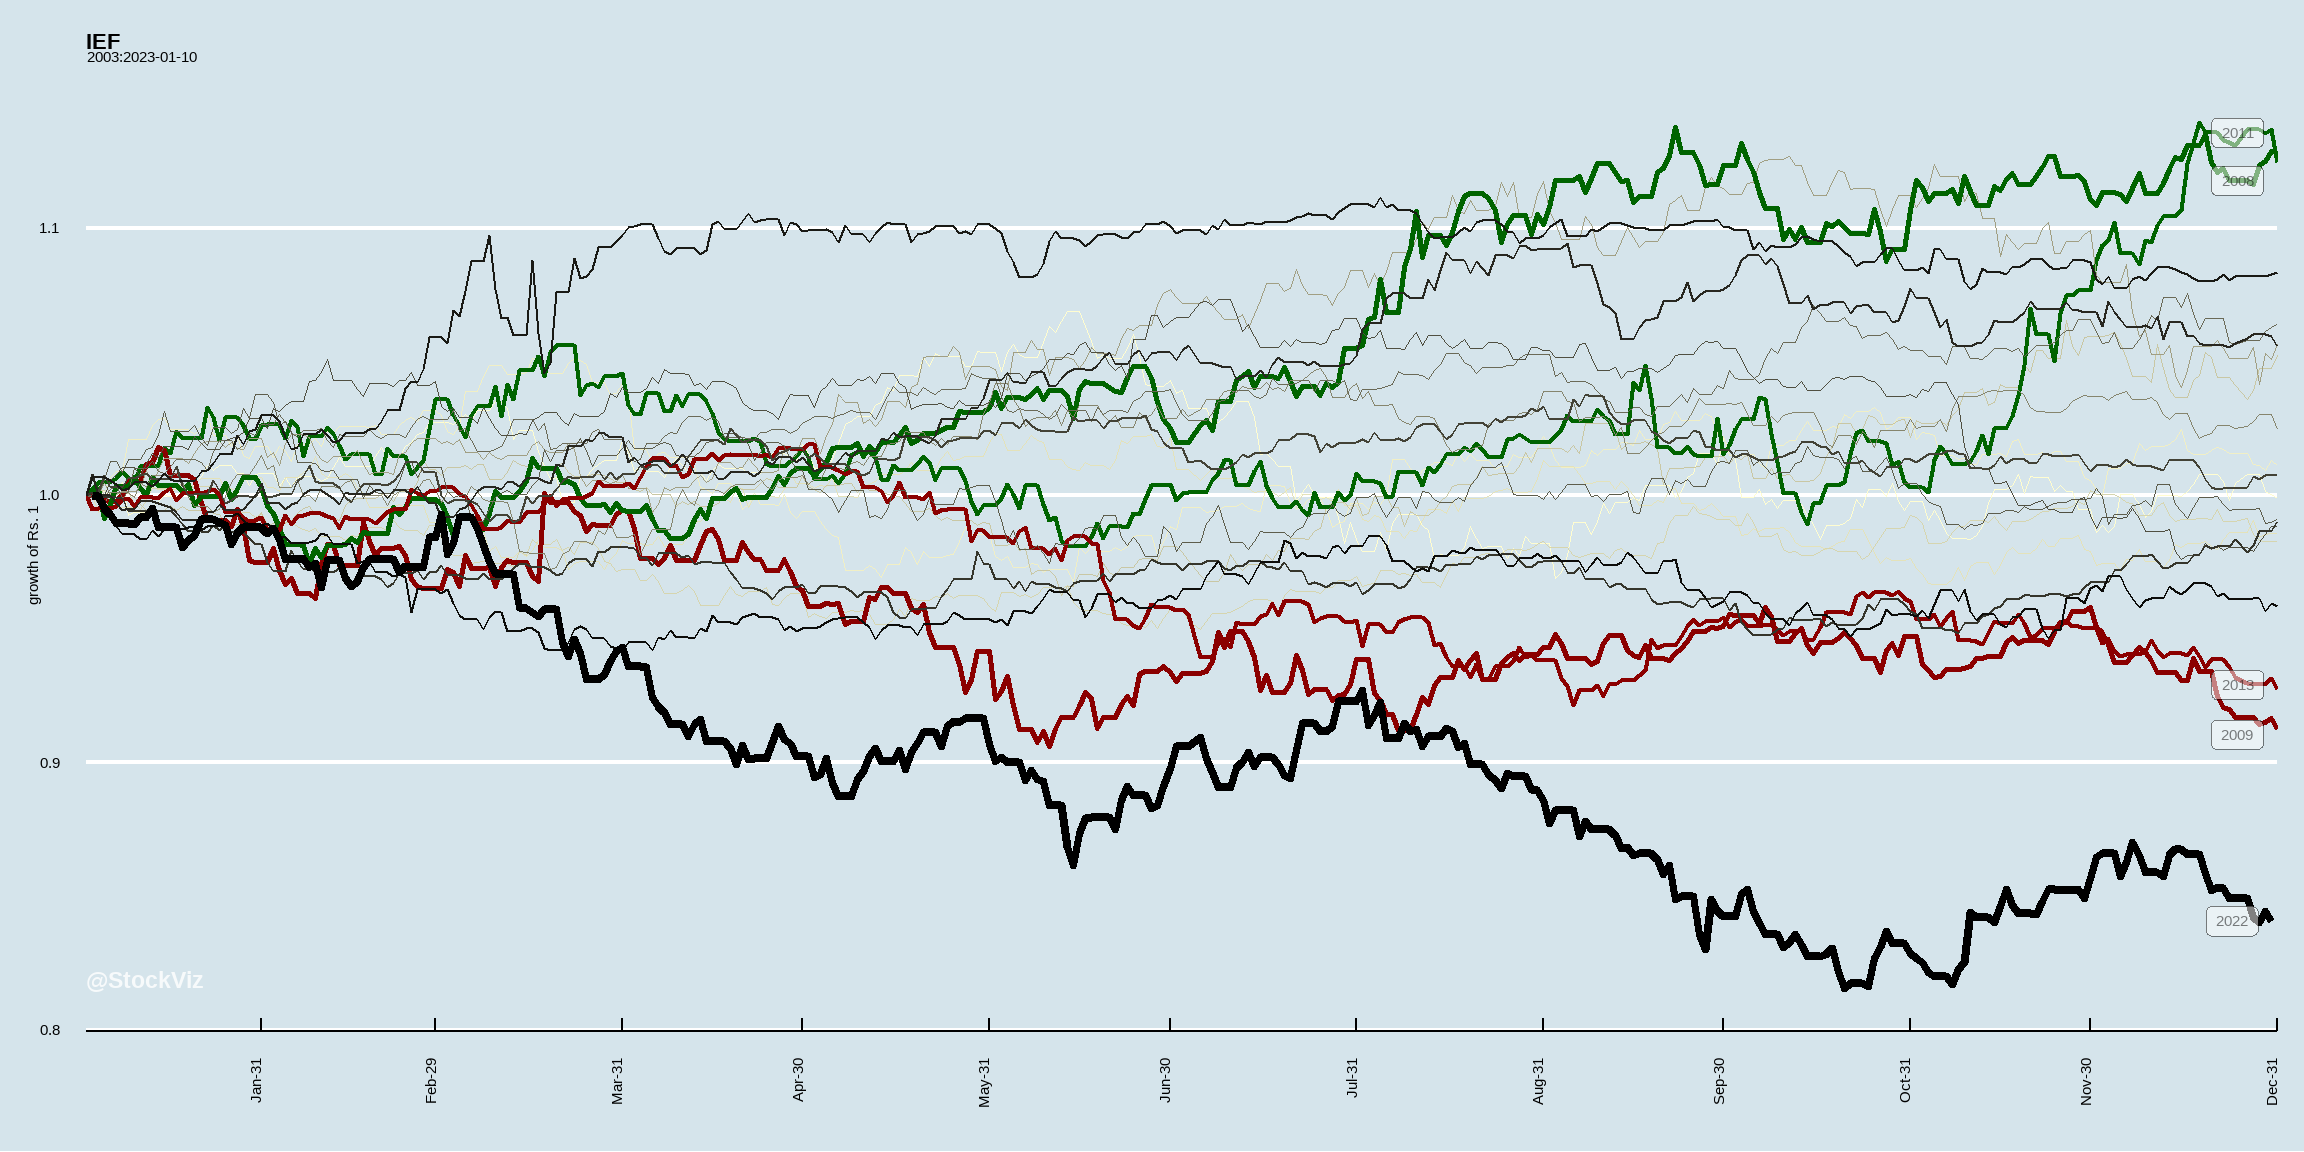 IEF
2003:2023-01-10
growth of Rs. 1
1.1
1.0
0.9
0.8
2011
2008
2013
2009
2022
@StockViz
Jan-31
Feb-29
Mar-31
Apr-30
May-31
Jun-30
Jul-31
Aug-31
Sep-30
Oct-31
Nov-30
Dec-31